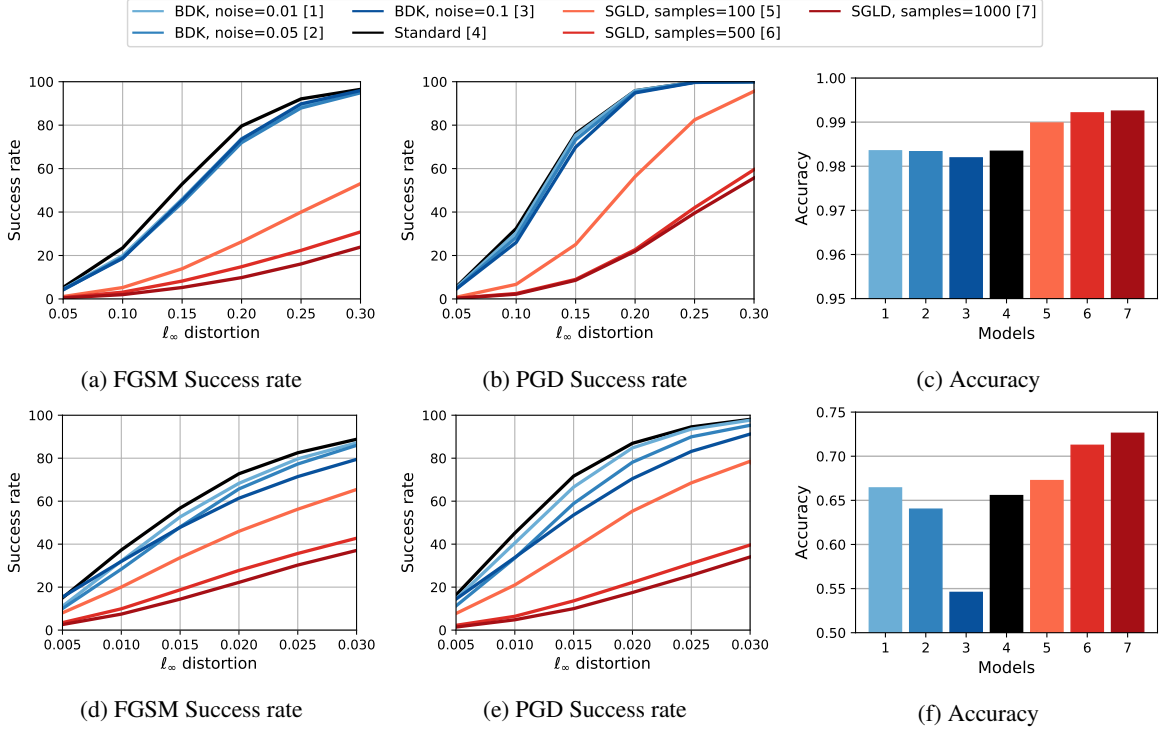 BDK, noise=0.01 [1]
BDK, noise=0.05 [2]
BDK, noise=0.1 [3]
Standard [4]
SGLD, samples=100 [5]
SGLD, samples=500 [6]
SGLD, samples=1000 [7]
Success rate
100
80
60
40
20
0
0.05 0.10 0.15 0.20 0.25 0.30
ℓ∞ distortion
(a) FGSM Success rate
Success rate
100
80
60
40
20
0
0.05 0.10 0.15 0.20 0.25 0.30
ℓ∞ distortion
(b) PGD Success rate
Accuracy
1.00
0.99
0.98
0.97
0.96
0.95
1 2 3 4 5 6 7
Models
(c) Accuracy
Success rate
100
80
60
40
20
0
0.005 0.010 0.015 0.020 0.025 0.030
ℓ∞ distortion
(d) FGSM Success rate
Success rate
100
80
60
40
20
0
0.005 0.010 0.015 0.020 0.025 0.030
ℓ∞ distortion
(e) PGD Success rate
Accuracy
0.75
0.70
0.65
0.60
0.55
0.50
1 2 3 4 5 6 7
Models
(f) Accuracy